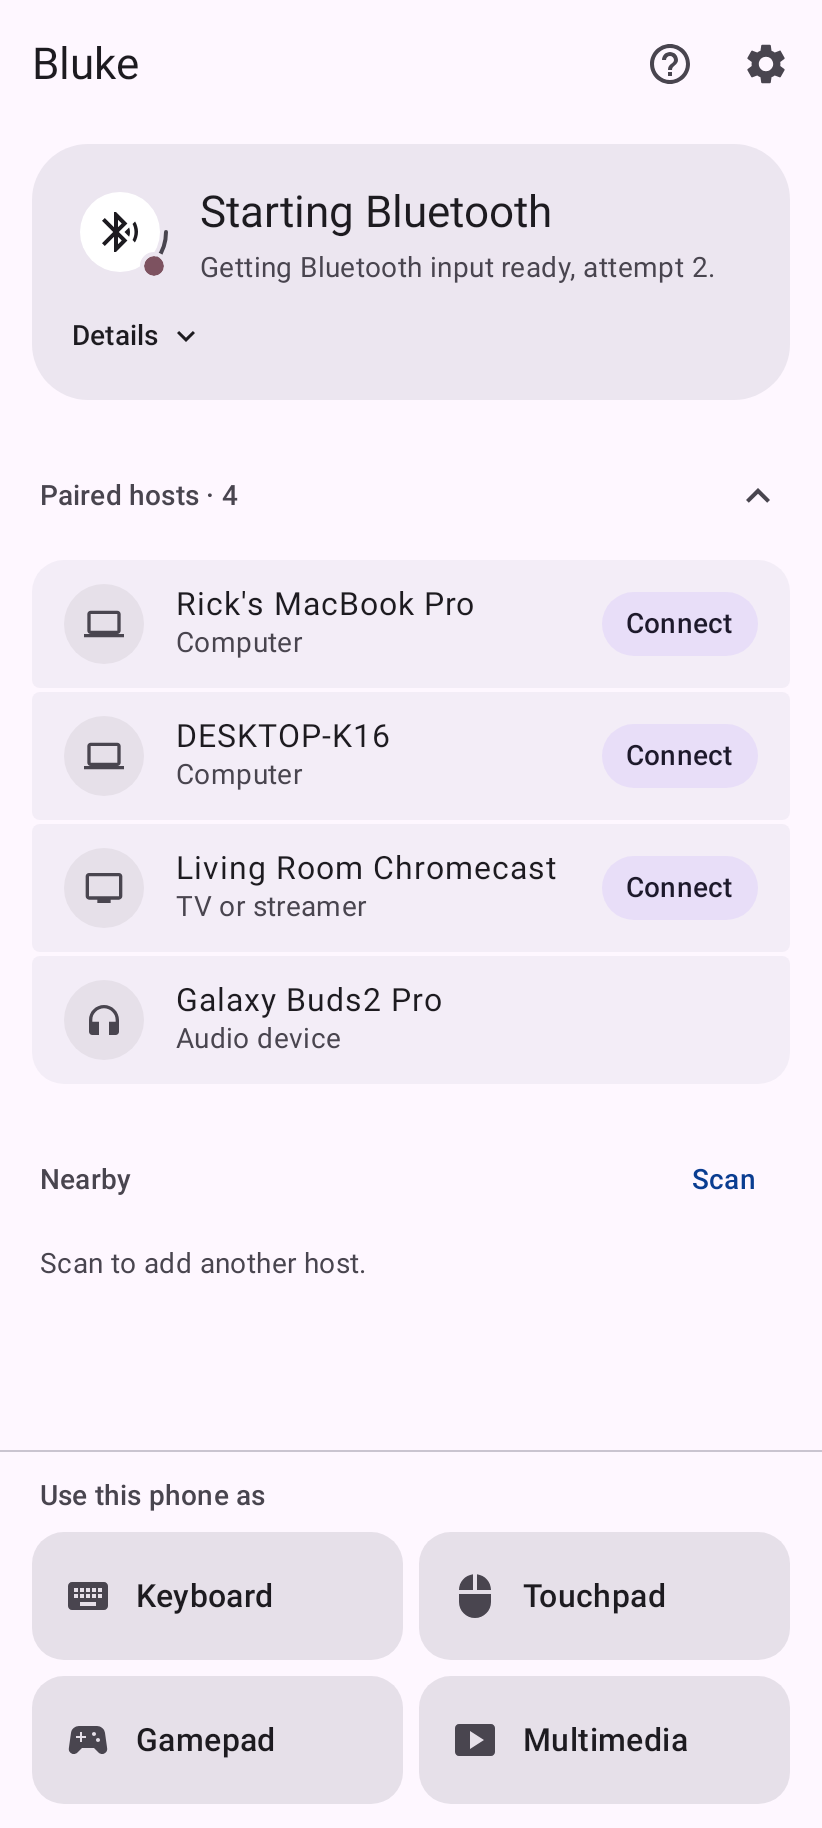 Bluke
Starting Bluetooth
Getting Bluetooth input ready, attempt 2.
Details
Paired hosts · 4
Rick's MacBook Pro
Computer
Connect
DESKTOP-K16
Computer
Connect
Living Room Chromecast
TV or streamer
Connect
Galaxy Buds2 Pro
Audio device
Nearby
Scan
Scan to add another host.
Use this phone as
Keyboard
Touchpad
Gamepad
Multimedia